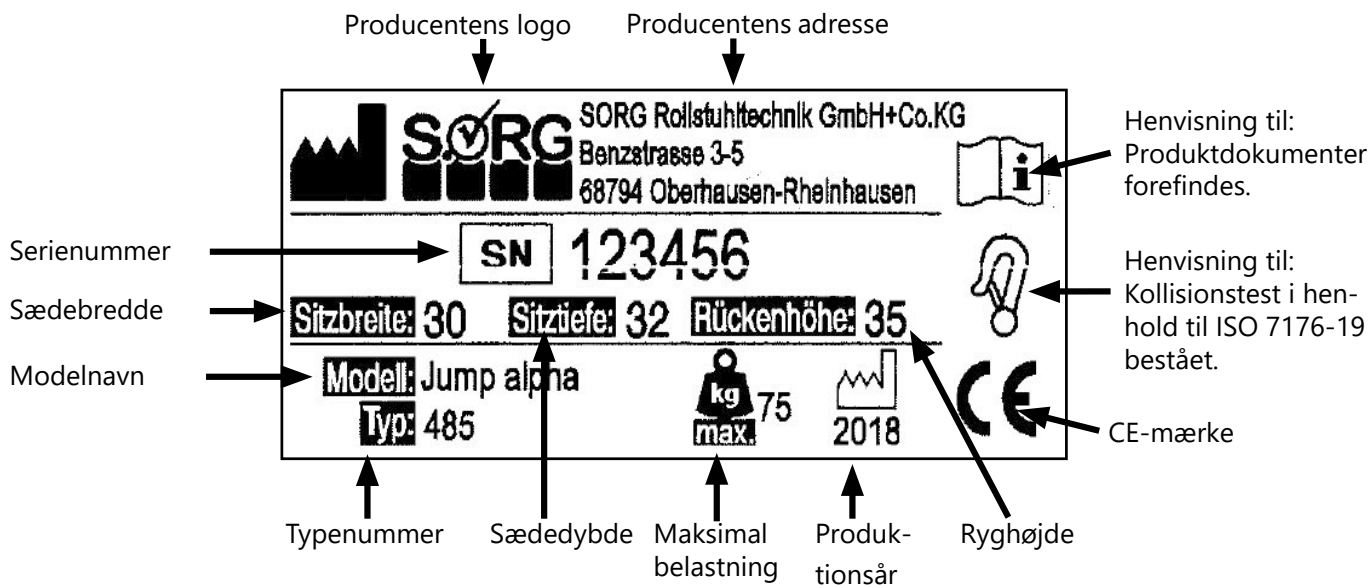 Producentens logo
Producentens adresse
SORG
SORG Rollstuhltechnik GmbH+Co.KG
Benzstrasse 3-5
68794 Oberhausen-Rheinhausen
i
Henvisning til:
Produktdokumenter
forefindes.
Serienummer
SN 123456
Henvisning til:
Kollisionstest i hen-
hold til ISO 7176-19
bestået.
Sædebredde
Sitzbreite: 30 Sitztiefe: 32 Rückenhöhe: 35
Modelnavn
Modell: Jump alpha
Typ: 485
kg
max. 75
2018
CE
CE-mærke
Typenummer
Sædedybde
Maksimal
belastning
Produk-
tionsår
Ryghøjde